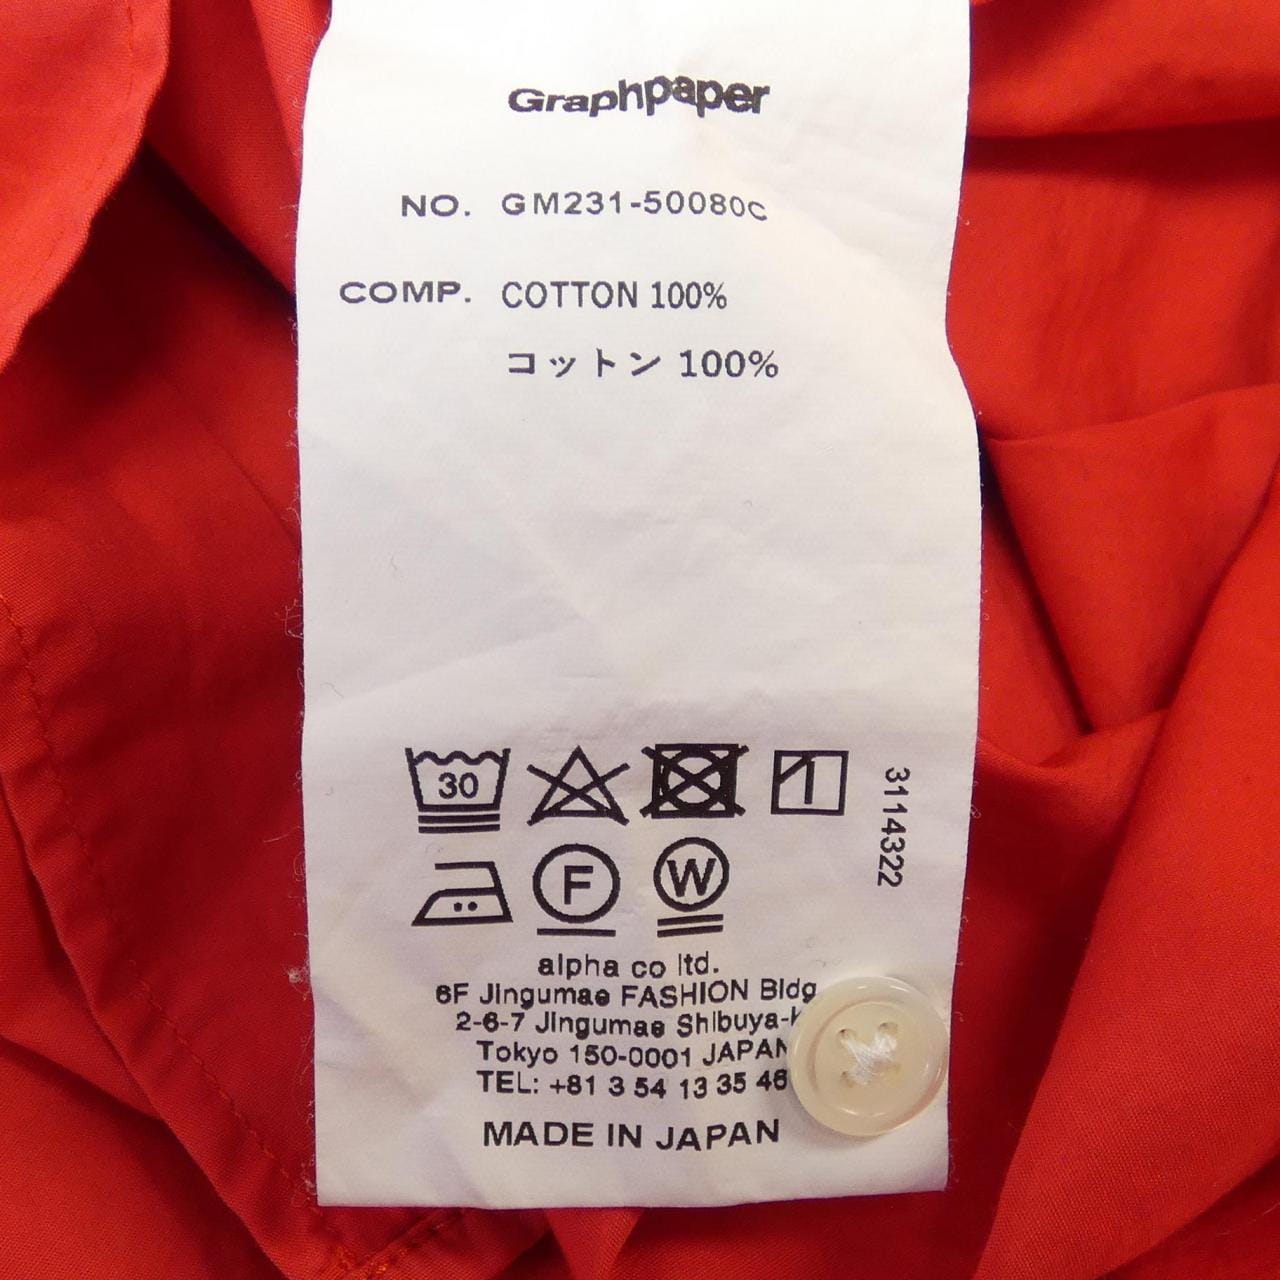 Graphpaper
NO. GM231-50080C
COMP. COTTON 100%
コットン 100%
30
3114322
F
W
alpha co ltd.
6F Jingumae FASHION Bldg
2-6-7 Jingumae Shibuya-
Tokyo 150-0001 JAPAN
TEL: +81 3 54 13 35 46
MADE IN JAPAN